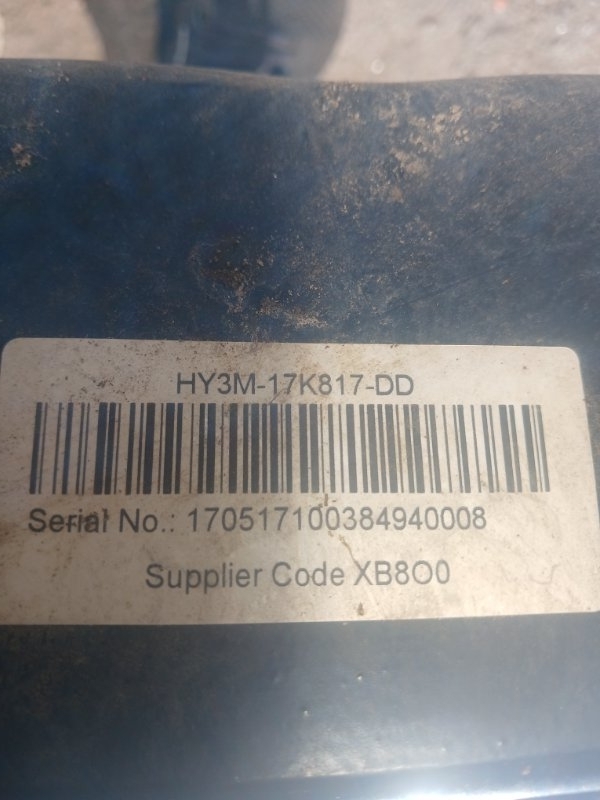 HY3M-17K817-DD
Serial No.: 170517100384940008
Supplier Code XB8O0